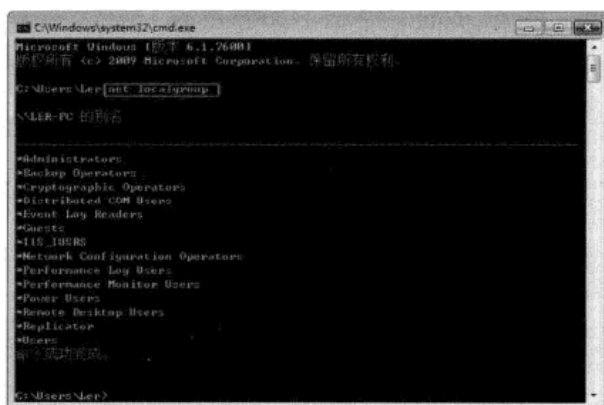 C:\Windows\system32\cmd.exe
Microsoft Windows [版本 6.1.7600]
版权所有 (c) 2009 Microsoft Corporation。保留所有权利。
C:\Users\Ler>net localgroup
\\LER-PC 的别名
*Administrators
*Backup Operators
*Cryptographic Operators
*Distributed COM Users
*Event Log Readers
*Guests
*IIS_IUSRS
*Network Configuration Operators
*Performance Log Users
*Performance Monitor Users
*Power Users
*Remote Desktop Users
*Replicator
*Users
命令成功完成。
C:\Users\Ler>